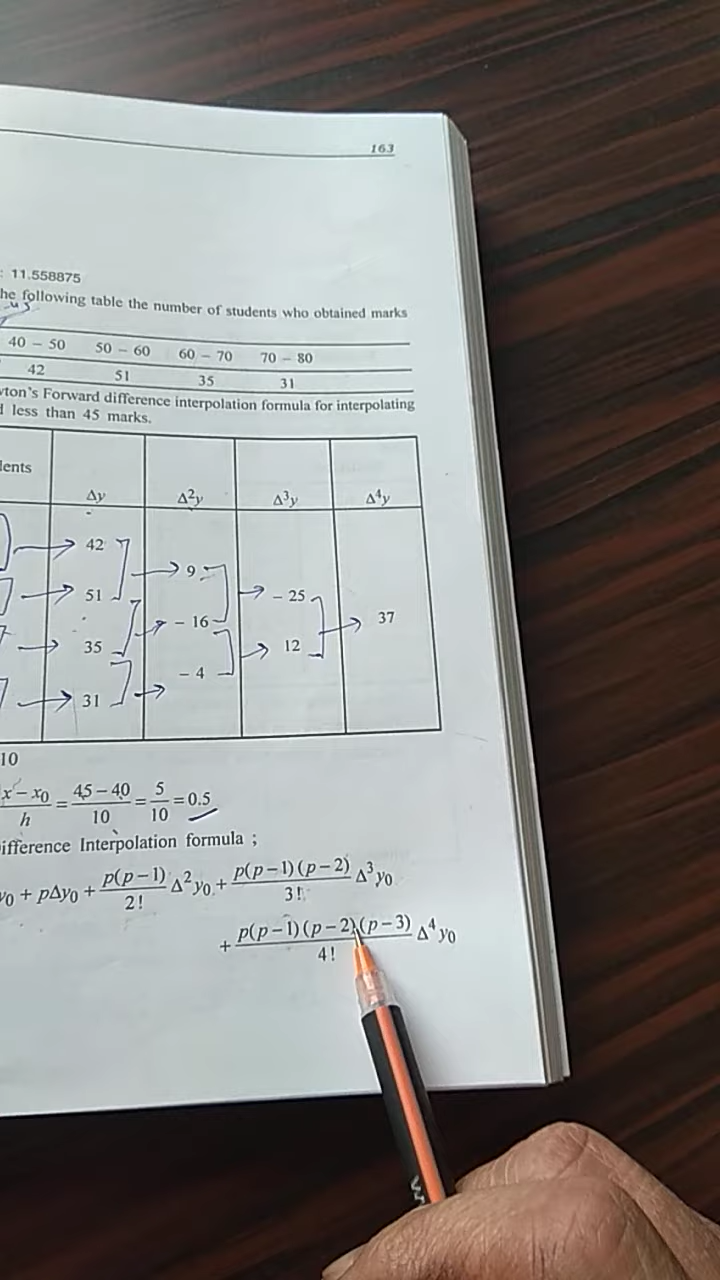 163
: 11.558875
he following table the number of students who obtained marks
40 – 50 50 – 60 60 – 70 70 – 80
42 51 35 31
wton's Forward difference interpolation formula for interpolating
d less than 45 marks.
dents
Δy Δ²y Δ³y Δ⁴y
42
9
51 – 25
– 16 37
35 12
– 4
31
10
x – x₀ / h = 45 – 40 / 10 = 5 / 10 = 0.5
ifference Interpolation formula ;
y₀ + pΔy₀ + p(p – 1) / 2! Δ²y₀ + p(p – 1) (p – 2) / 3! Δ³y₀
+ p(p – 1) (p – 2) (p – 3) / 4! Δ⁴y₀